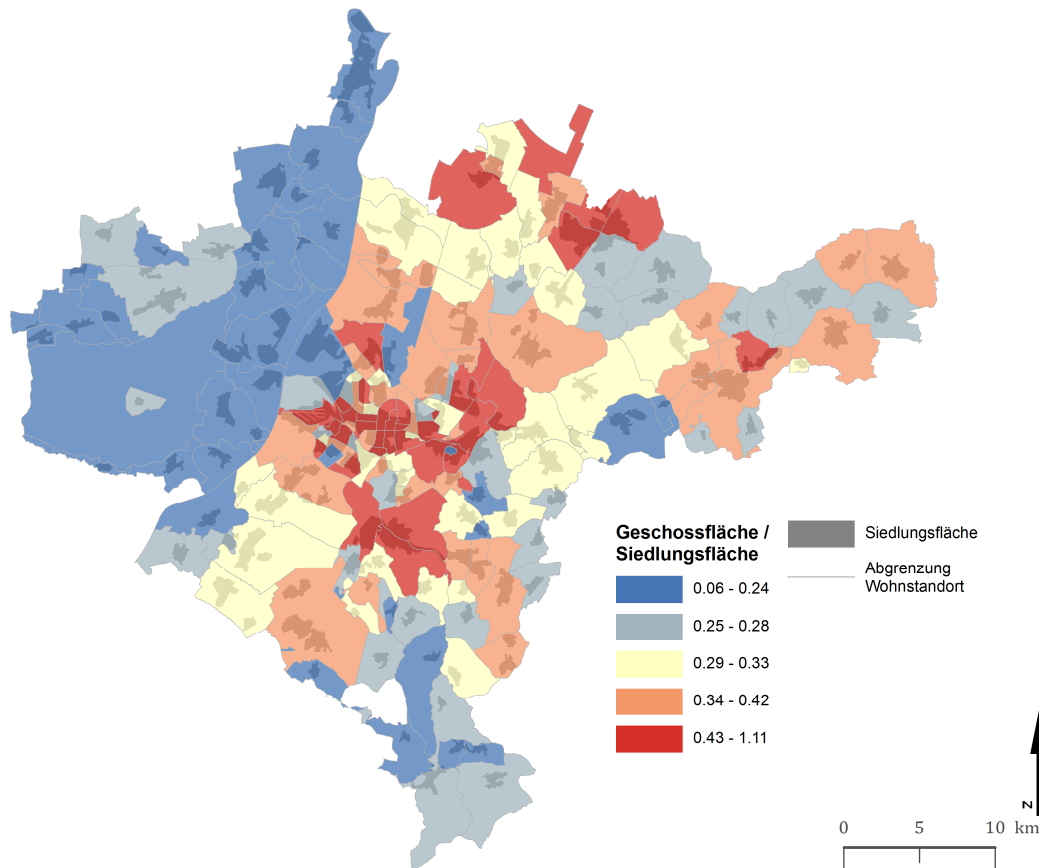 Geschossfläche /
Siedlungsfläche
0.06 - 0.24
0.25 - 0.28
0.29 - 0.33
0.34 - 0.42
0.43 - 1.11
Siedlungsfläche
Abgrenzung
Wohnstandort
N
0 5 10 km